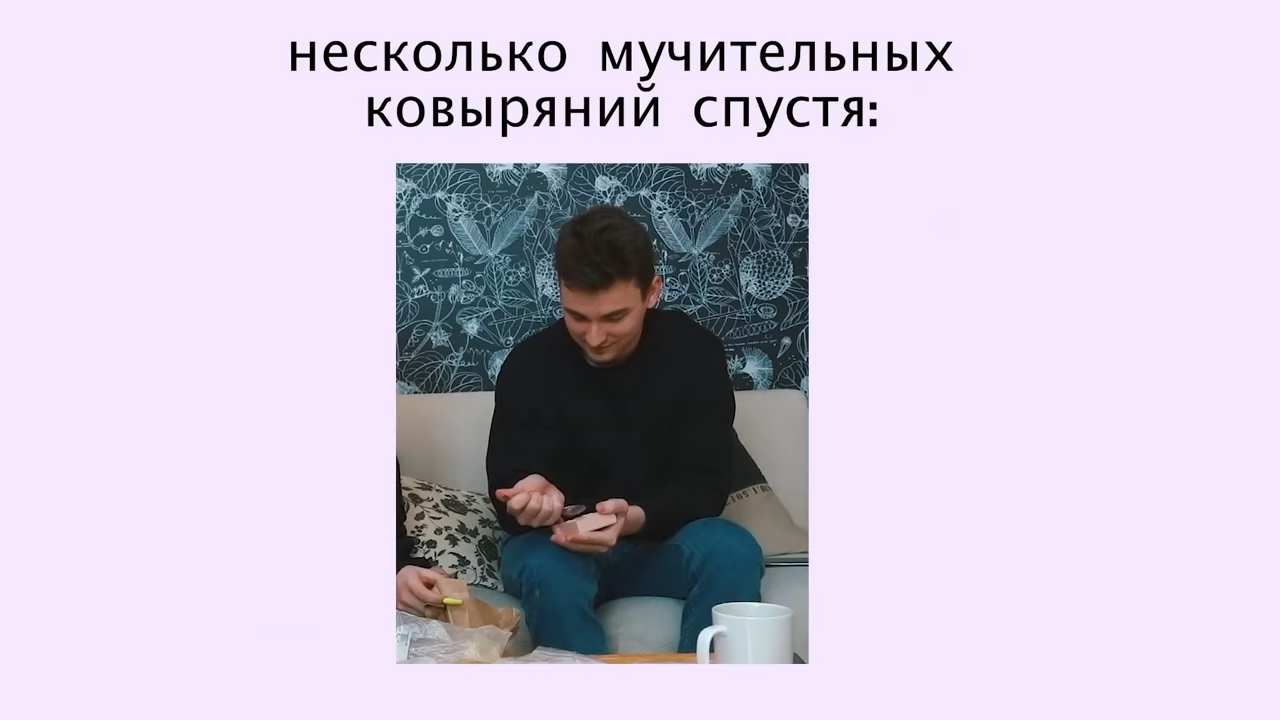 несколько мучительных
ковыряний спустя: